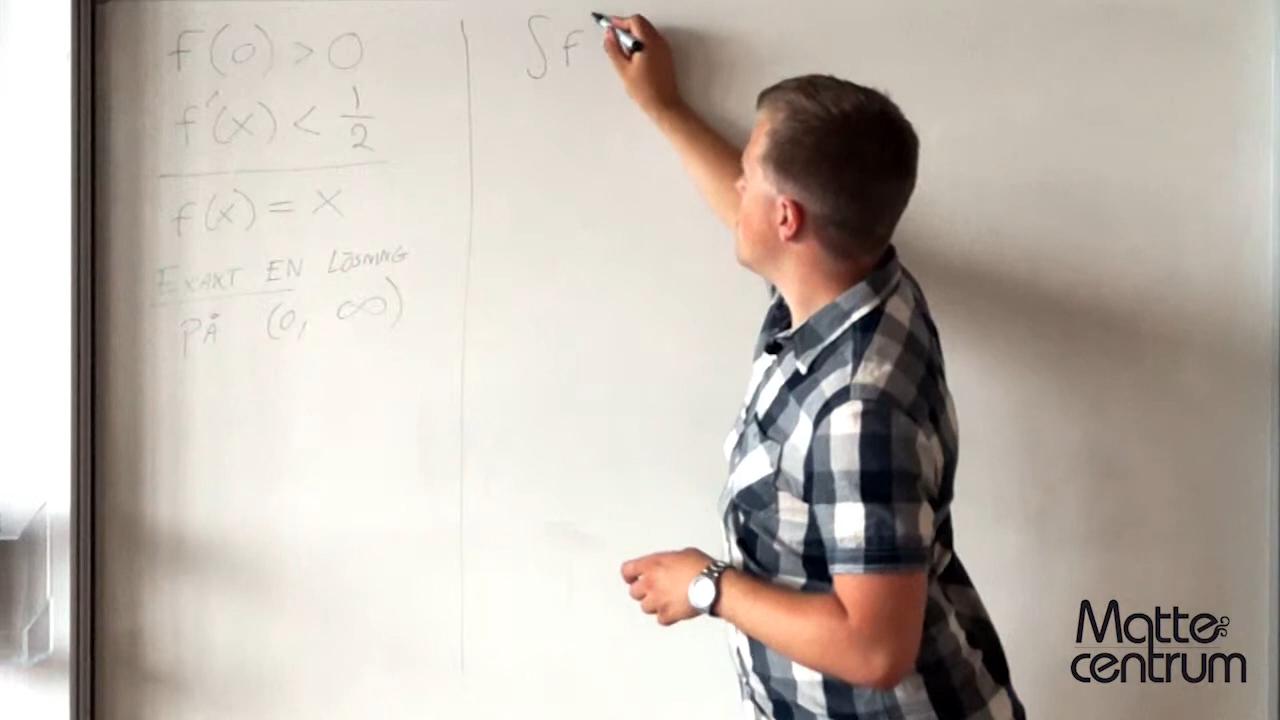 f(0) > 0
f'(x) < 1/2
f(x) = x
EXAKT EN LÖSNING
PÅ (0, ∞)
∫f
Matte
centrum